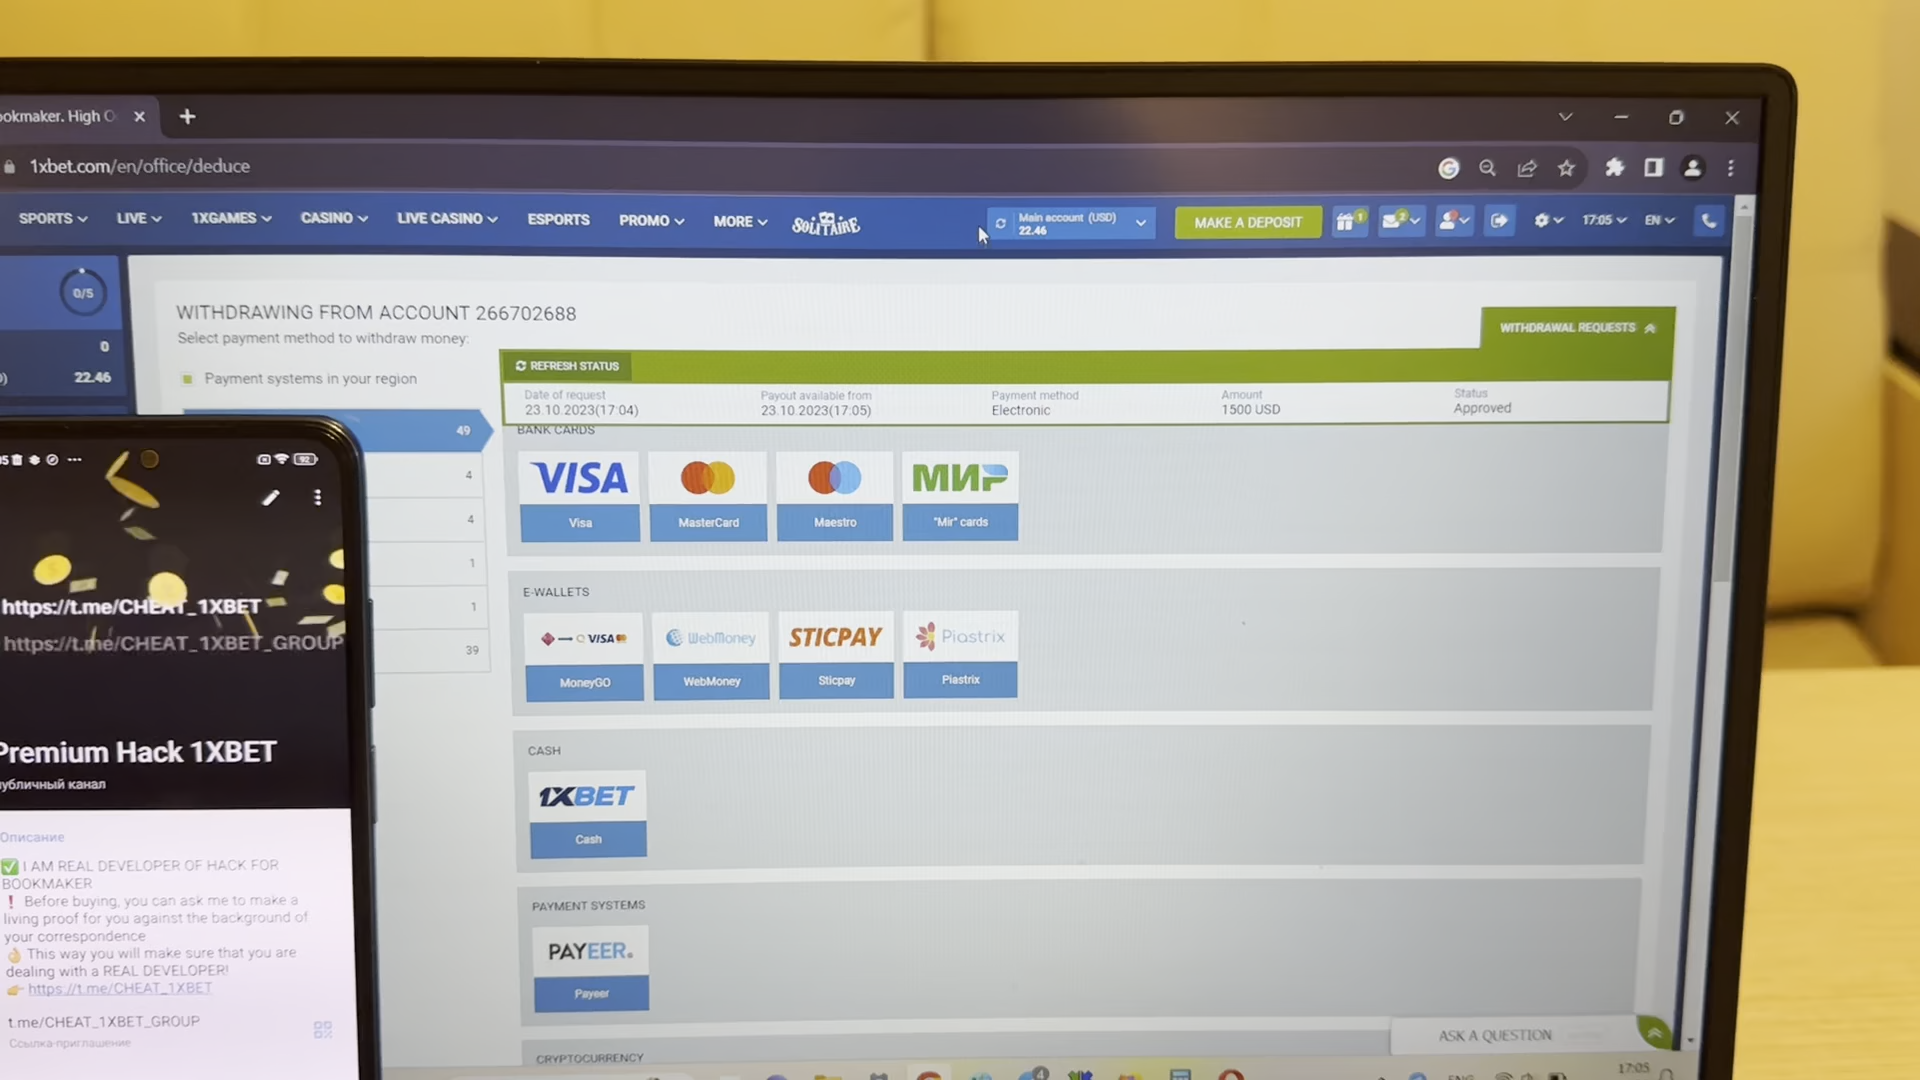 ookmaker. High O
1xbet.com/en/office/deduce
SPORTS LIVE 1XGAMES CASINO LIVE CASINO ESPORTS PROMO MORE SOLITAIRE
Main account (USD)
22.46
MAKE A DEPOSIT
1
2
17:05
EN
0/5
0
22.46
WITHDRAWING FROM ACCOUNT 266702688
Select payment method to withdraw money:
WITHDRAWAL REQUESTS
REFRESH STATUS
Payment systems in your region
Date of request
23.10.2023(17:04)
Payout available from
23.10.2023(17:05)
Payment method
Electronic
Amount
1500 USD
Status
Approved
49
4
4
1
1
39
BANK CARDS
VISA
МИР
Visa
MasterCard
Maestro
"Mir" cards
E-WALLETS
VISA
WebMoney
STICPAY
Piastrix
MoneyGO
WebMoney
Sticpay
Piastrix
CASH
1XBET
Cash
PAYMENT SYSTEMS
PAYEER.
Payeer
CRYPTOCURRENCY
ASK A QUESTION
4
ENG
17:05
92
https://t.me/CHEAT_1XBET
https://t.me/CHEAT_1XBET_GROUP
Premium Hack 1XBET
убличный канал
Описание
✅ I AM REAL DEVELOPER OF HACK FOR
BOOKMAKER
❗ Before buying, you can ask me to make a
living proof for you against the background of
your correspondence
👌 This way you will make sure that you are
dealing with a REAL DEVELOPER!
👉 https://t.me/CHEAT_1XBET
t.me/CHEAT_1XBET_GROUP
Ссылка-приглашение